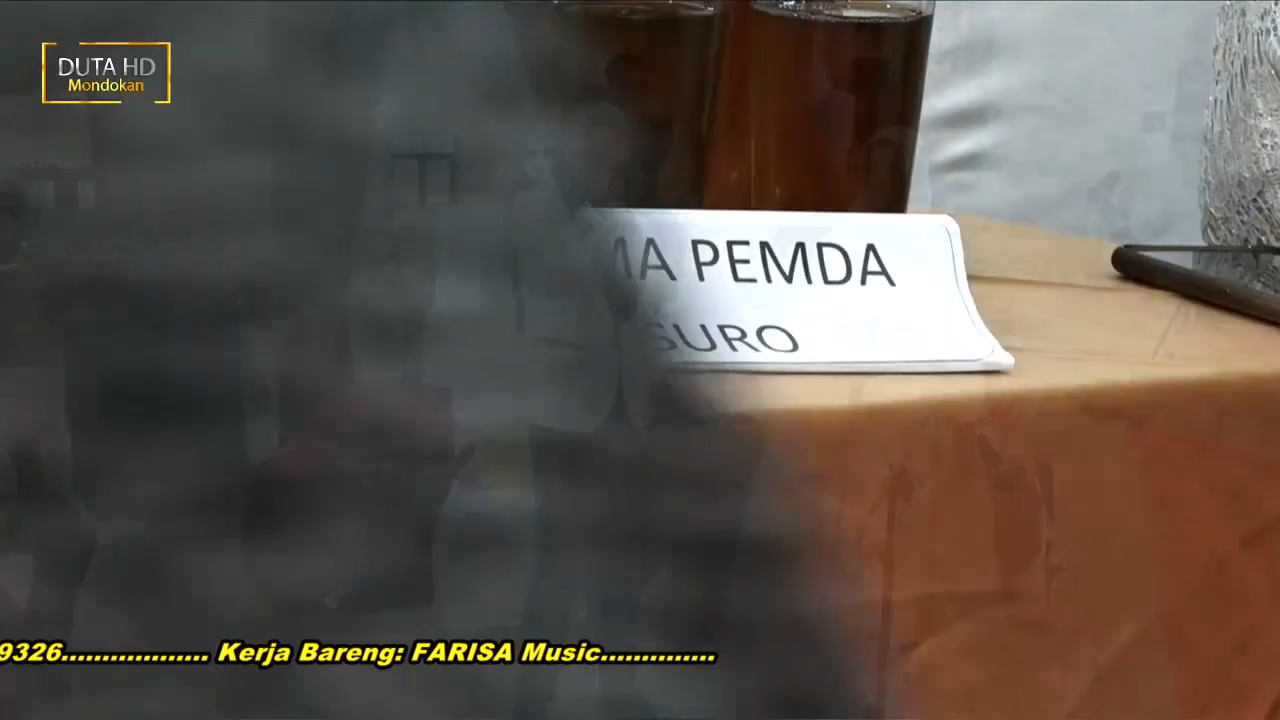 DUTA HD
Mondokan
MA PEMDA
SURO
9326.................. Kerja Bareng: FARISA Music..............